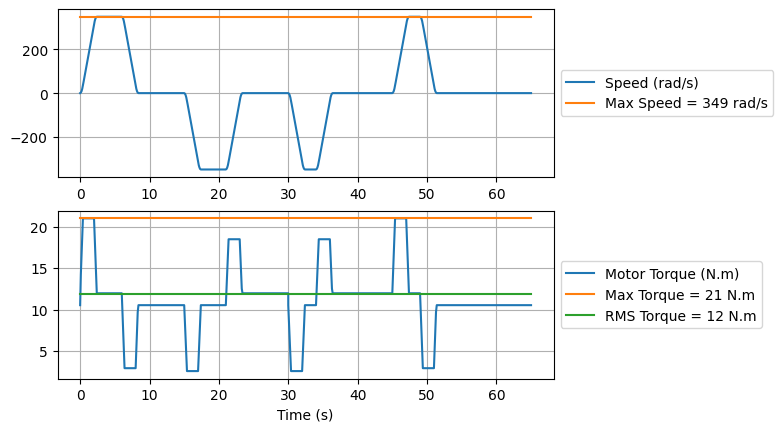 200
0
−200
0 10 20 30 40 50 60
Speed (rad/s)
Max Speed = 349 rad/s
20
15
10
5
0 10 20 30 40 50 60
Time (s)
Motor Torque (N.m)
Max Torque = 21 N.m
RMS Torque = 12 N.m